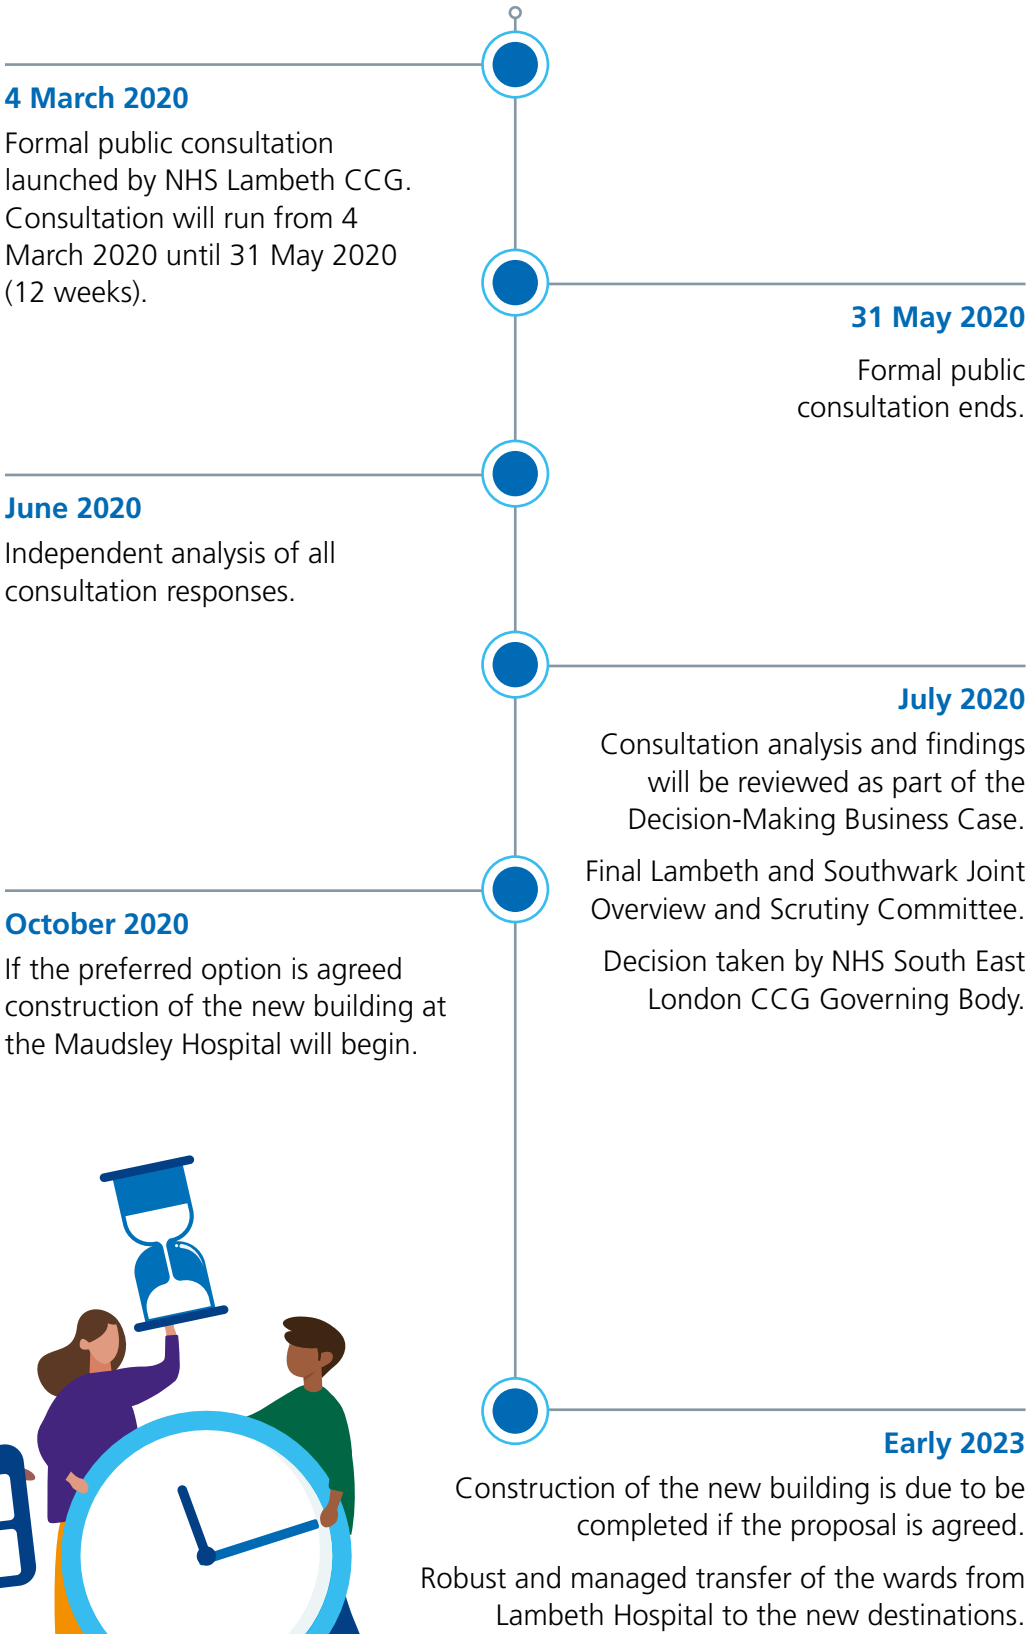 4 March 2020
Formal public consultation
launched by NHS Lambeth CCG.
Consultation will run from 4
March 2020 until 31 May 2020
(12 weeks).
31 May 2020
Formal public
consultation ends.
June 2020
Independent analysis of all
consultation responses.
July 2020
Consultation analysis and findings
will be reviewed as part of the
Decision-Making Business Case.
Final Lambeth and Southwark Joint
Overview and Scrutiny Committee.
Decision taken by NHS South East
London CCG Governing Body.
October 2020
If the preferred option is agreed
construction of the new building at
the Maudsley Hospital will begin.
Early 2023
Construction of the new building is due to be
completed if the proposal is agreed.
Robust and managed transfer of the wards from
Lambeth Hospital to the new destinations.